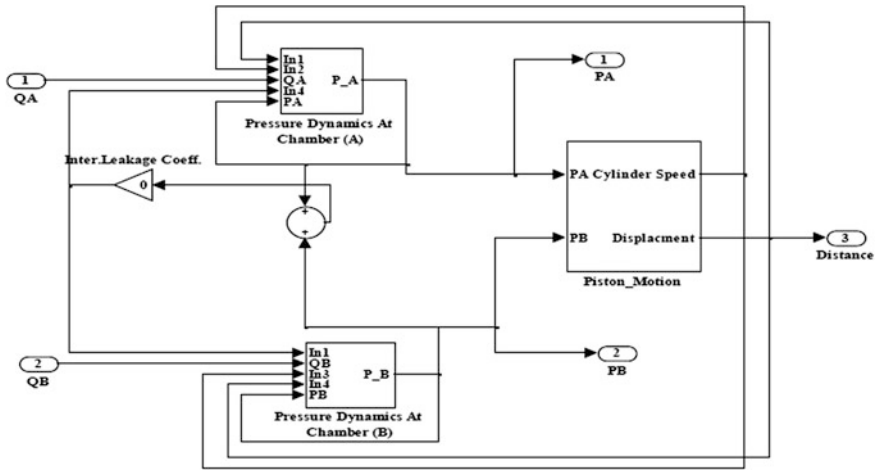 In1
In2
QA
In4
PA
P_A
Pressure Dynamics At
Chamber (A)
1
QA
1
PA
Inter.Leakage Coeff.
0
+
+
PA
Cylinder Speed
PB
Displacment
Piston_Motion
3
Distance
In1
QB
In3
In4
PB
P_B
Pressure Dynamics At
Chamber (B)
2
QB
2
PB